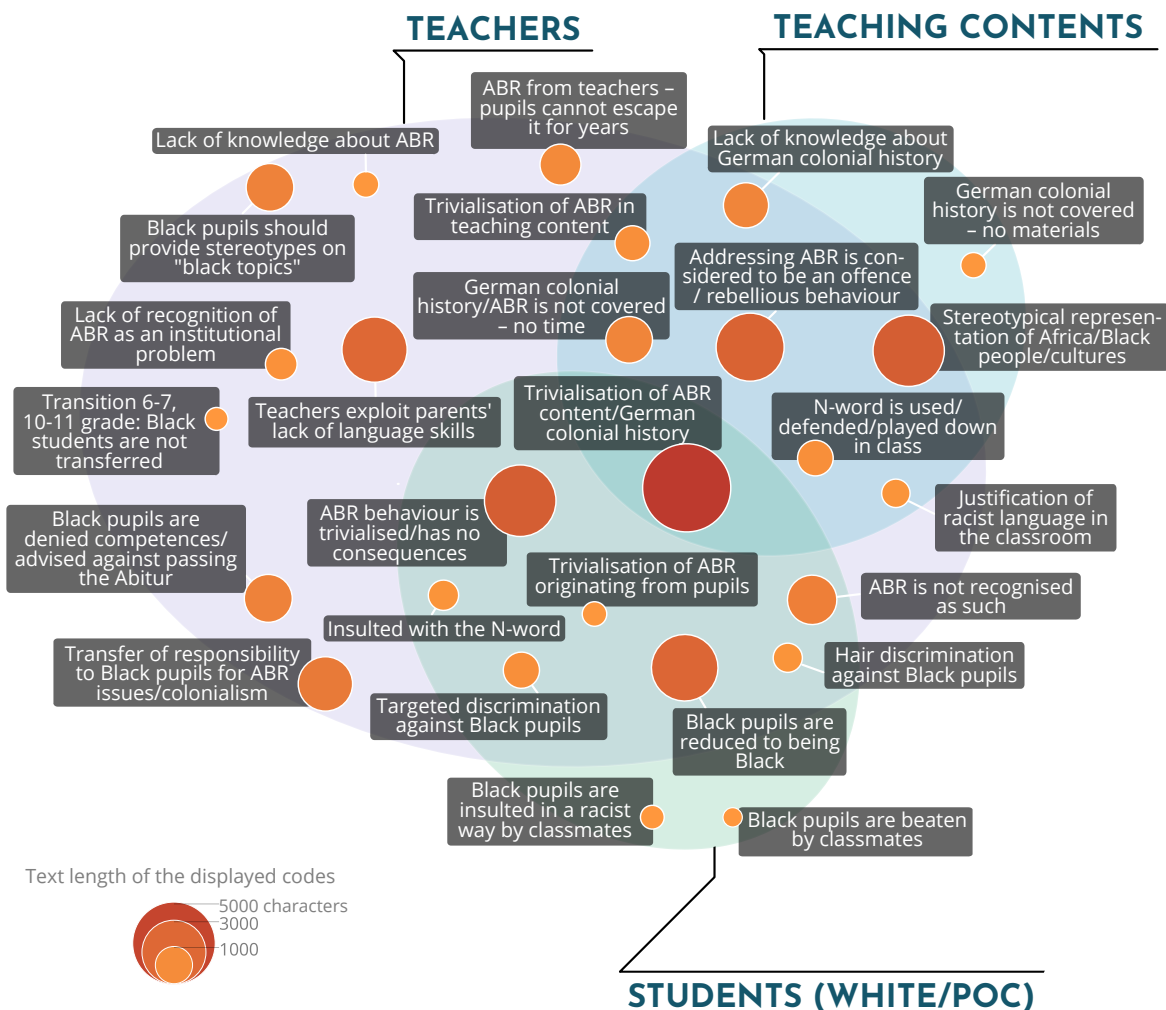 TEACHERS
TEACHING CONTENTS
ABR from teachers –
pupils cannot escape
it for years
Lack of knowledge about ABR
Lack of knowledge about
German colonial history
German colonial
history is not covered
– no materials
Black pupils should
provide stereotypes on
"black topics"
Trivialisation of ABR in
teaching content
Addressing ABR is con-
sidered to be an offence
/ rebellious behaviour
German colonial
history/ABR is not covered
– no time
Lack of recognition of
ABR as an institutional
problem
Stereotypical represen-
tation of Africa/Black
people/cultures
Transition 6-7,
10-11 grade: Black
students are not
transferred
Teachers exploit parents'
lack of language skills
Trivialisation of ABR
content/German
colonial history
N-word is used/
defended/played down
in class
Justification of
racist language in
the classroom
Black pupils are
denied competences/
advised against passing
the Abitur
ABR behaviour is
trivialised/has no
consequences
Trivialisation of ABR
originating from pupils
ABR is not recognised
as such
Insulted with the N-word
Transfer of responsibility
to Black pupils for ABR
issues/colonialism
Hair discrimination
against Black pupils
Targeted discrimination
against Black pupils
Black pupils are
reduced to being
Black
Black pupils are
insulted in a racist
way by classmates
Black pupils are beaten
by classmates
Text length of the displayed codes
5000 characters
3000
1000
STUDENTS (WHITE/POC)